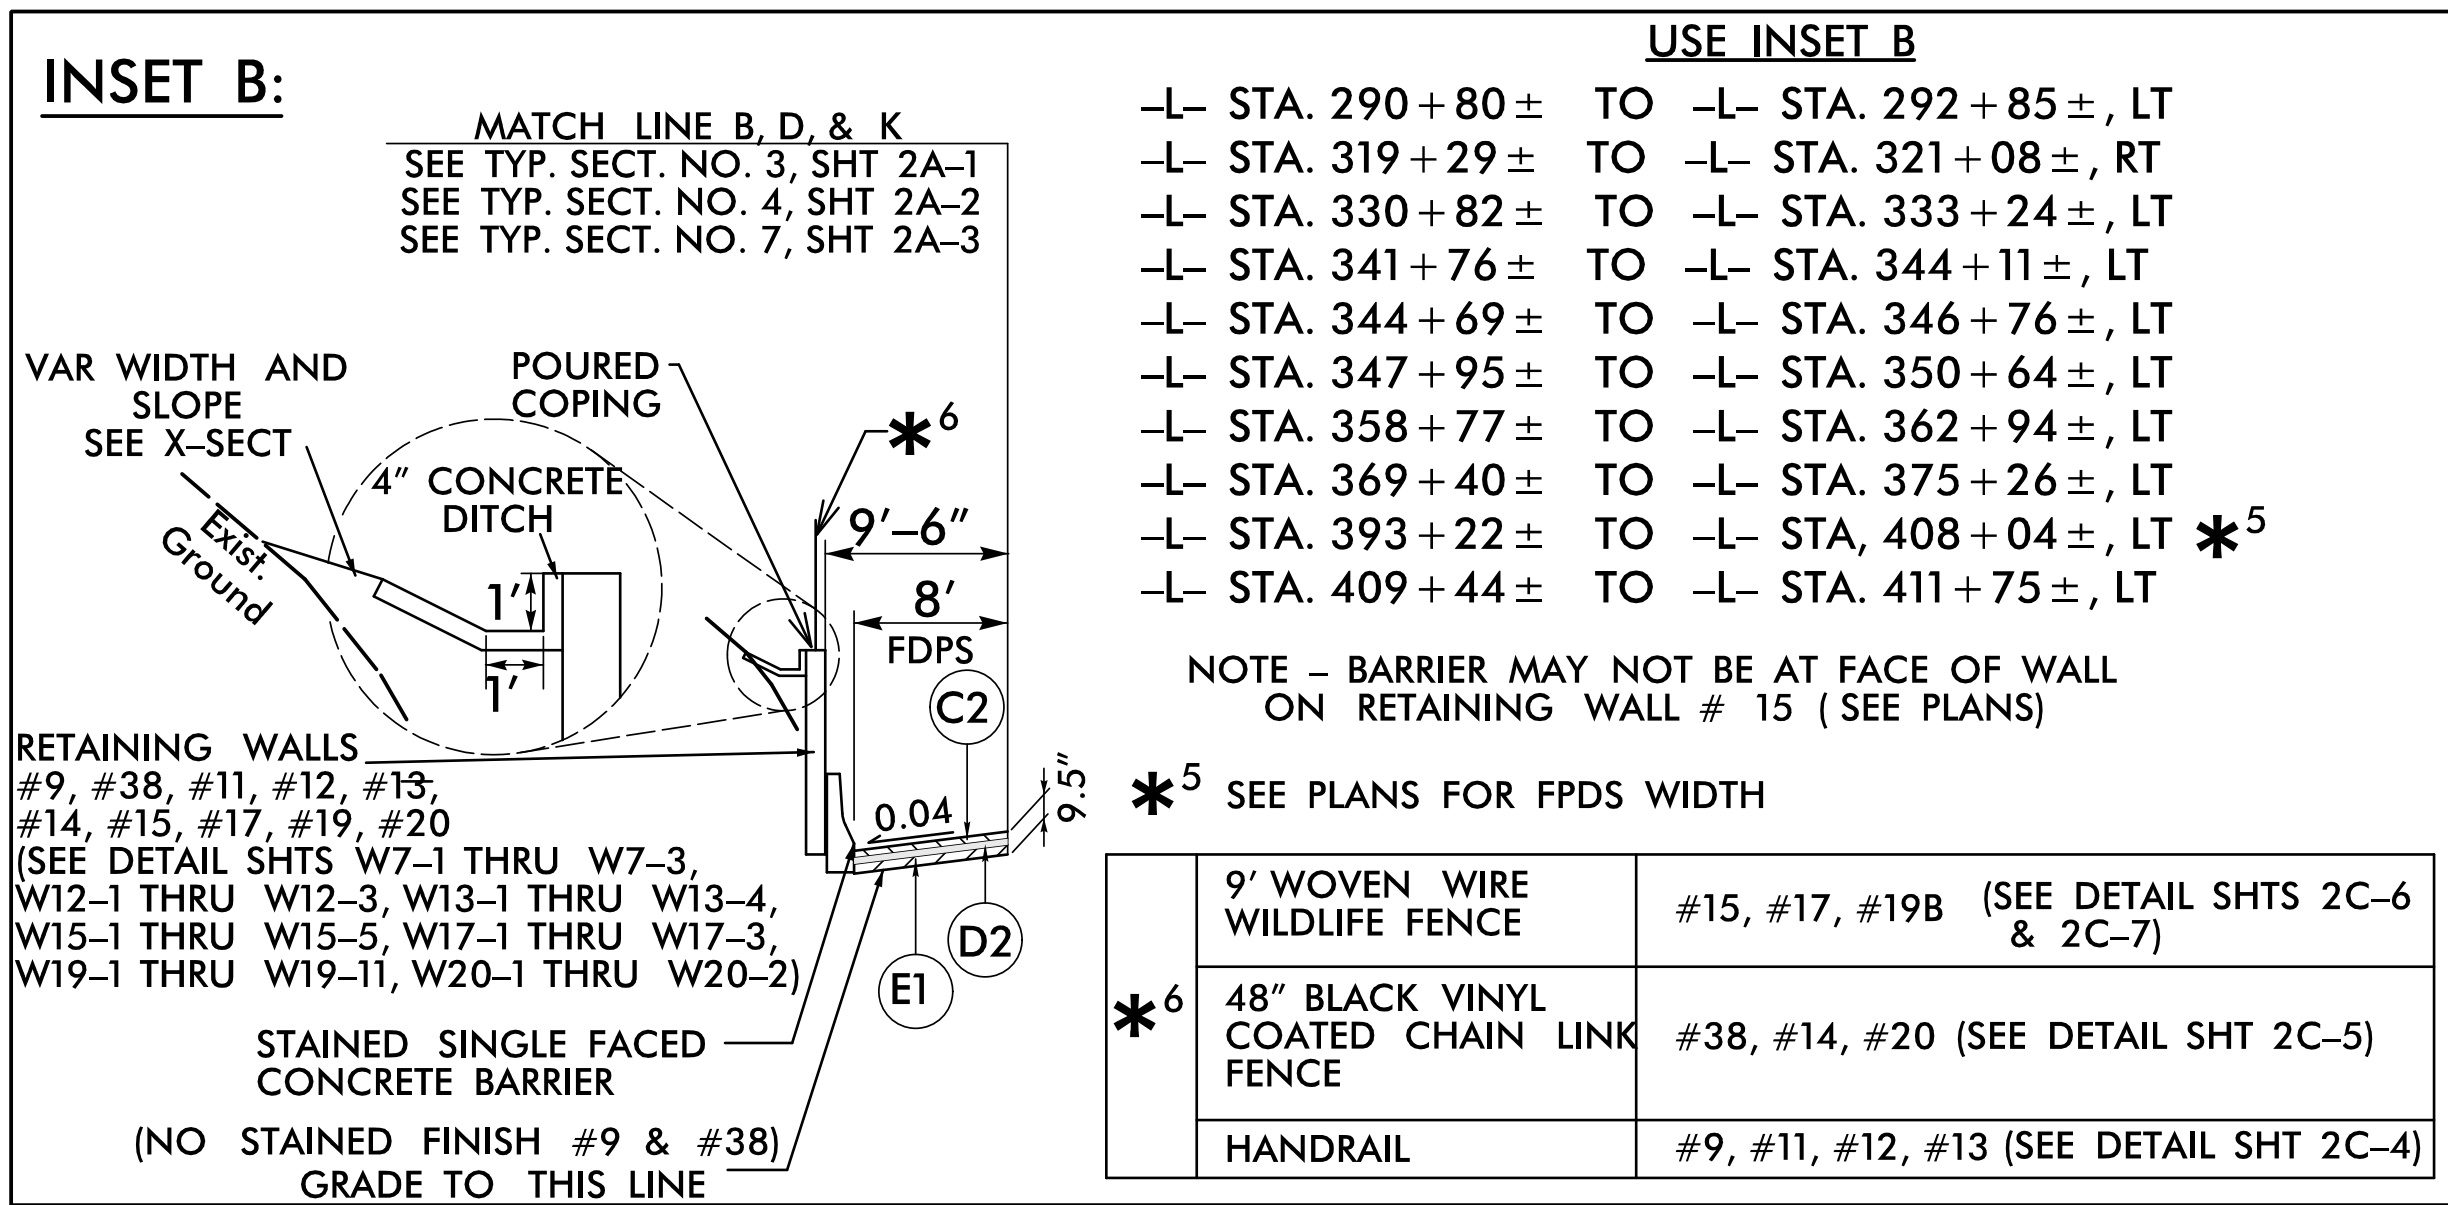 INSET B:
MATCH LINE B, D, & K
SEE TYP. SECT. NO. 3, SHT 2A–1
SEE TYP. SECT. NO. 4, SHT 2A–2
SEE TYP. SECT. NO. 7, SHT 2A–3
VAR WIDTH AND
SLOPE
SEE X–SECT
POURED
COPING
*6
4" CONCRETE
DITCH
Exist.
Ground
1'
1'
9'–6"
8'
FDPS
C2
0.04
9.5"
D2
E1
RETAINING WALLS
#9, #38, #11, #12, #13,
#14, #15, #17, #19, #20
(SEE DETAIL SHTS W7–1 THRU W7–3,
W12–1 THRU W12–3, W13–1 THRU W13–4,
W15–1 THRU W15–5, W17–1 THRU W17–3,
W19–1 THRU W19–11, W20–1 THRU W20–2)
STAINED SINGLE FACED
CONCRETE BARRIER
(NO STAINED FINISH #9 & #38)
GRADE TO THIS LINE
USE INSET B
–L– STA. 290+80± TO –L– STA. 292+85±, LT
–L– STA. 319+29± TO –L– STA. 321+08±, RT
–L– STA. 330+82± TO –L– STA. 333+24±, LT
–L– STA. 341+76± TO –L– STA. 344+11±, LT
–L– STA. 344+69± TO –L– STA. 346+76±, LT
–L– STA. 347+95± TO –L– STA. 350+64±, LT
–L– STA. 358+77± TO –L– STA. 362+94±, LT
–L– STA. 369+40± TO –L– STA. 375+26±, LT
–L– STA. 393+22± TO –L– STA, 408+04±, LT *5
–L– STA. 409+44± TO –L– STA. 411+75±, LT
NOTE – BARRIER MAY NOT BE AT FACE OF WALL
ON RETAINING WALL # 15 ( SEE PLANS)
*5 SEE PLANS FOR FPDS WIDTH
*6
9' WOVEN WIRE
WILDLIFE FENCE
#15, #17, #19B (SEE DETAIL SHTS 2C–6
& 2C–7)
48" BLACK VINYL
COATED CHAIN LINK
FENCE
#38, #14, #20 (SEE DETAIL SHT 2C–5)
HANDRAIL
#9, #11, #12, #13 (SEE DETAIL SHT 2C–4)